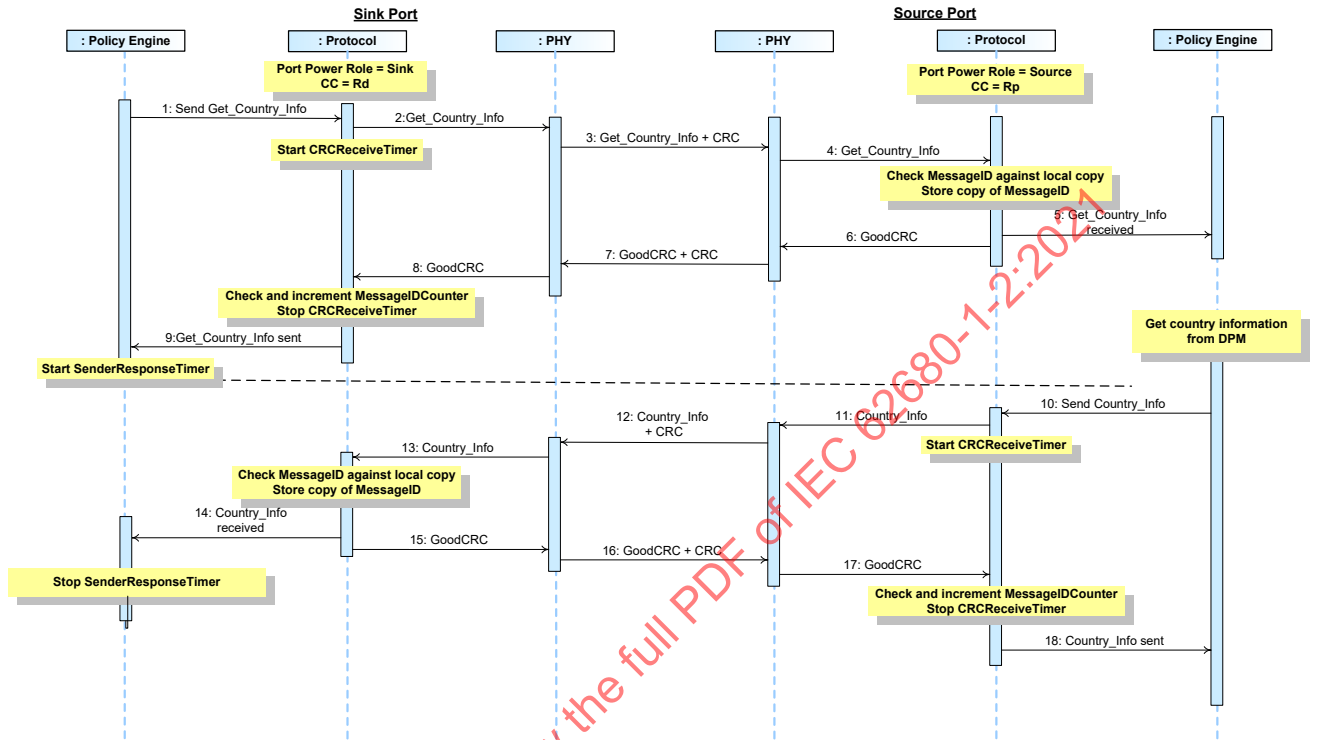 Sink Port
Source Port
: Policy Engine
: Protocol
: PHY
: PHY
: Protocol
: Policy Engine
Port Power Role = Sink
CC = Rd
Port Power Role = Source
CC = Rp
1: Send Get_Country_Info
2:Get_Country_Info
Start CRCReceiveTimer
3: Get_Country_Info + CRC
4: Get_Country_Info
Check MessageID against local copy
Store copy of MessageID
5: Get_Country_Info
received
6: GoodCRC
7: GoodCRC + CRC
8: GoodCRC
Check and increment MessageIDCounter
Stop CRCReceiveTimer
9:Get_Country_Info sent
Start SenderResponseTimer
Get country information
from DPM
10: Send Country_Info
11: Country_Info
Start CRCReceiveTimer
12: Country_Info
+ CRC
13: Country_Info
Check MessageID against local copy
Store copy of MessageID
14: Country_Info
received
15: GoodCRC
16: GoodCRC + CRC
17: GoodCRC
Stop SenderResponseTimer
Check and increment MessageIDCounter
Stop CRCReceiveTimer
18: Country_Info sent
the full PDF of IEC 62680-1-2:2021